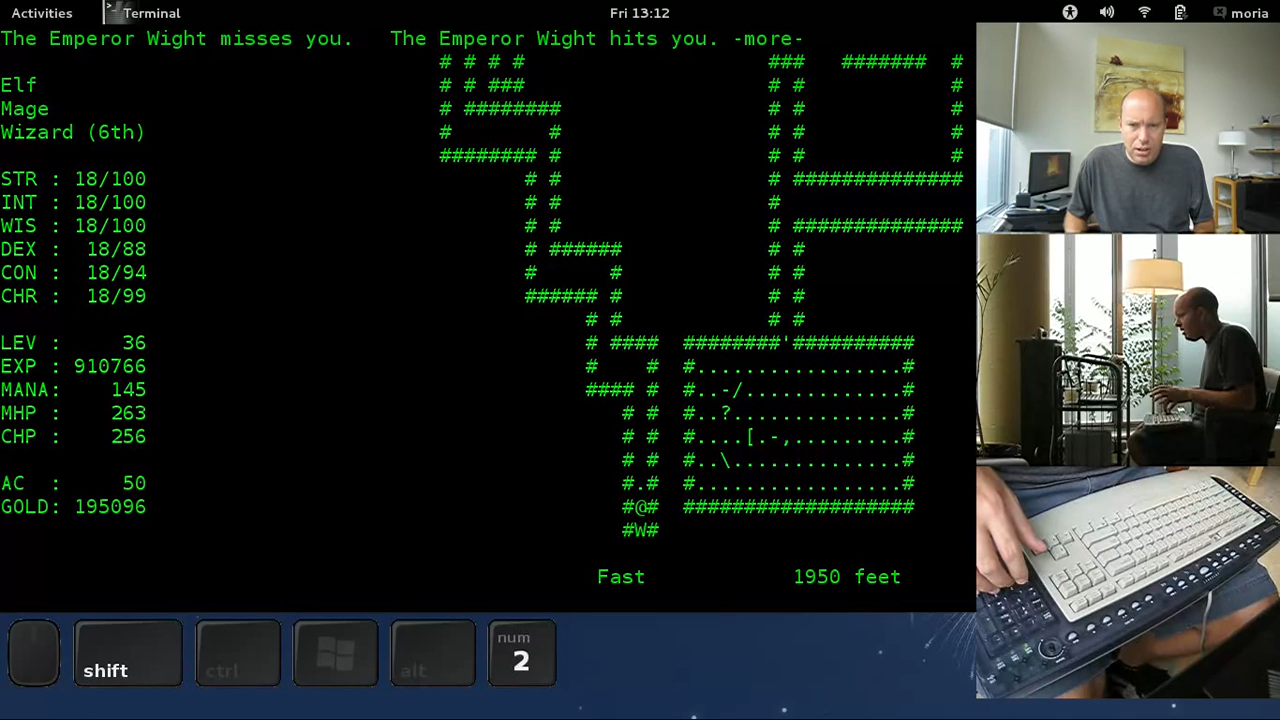 Activities Terminal Fri 13:12 moria
The Emperor Wight misses you. The Emperor Wight hits you. -more-
# # # # ### ####### #
Elf # # ### # # #
Mage # ######## # # #
Wizard (6th) # # # # #
######## # # # #
STR : 18/100 # # # #############
INT : 18/100 # # #
WIS : 18/100 # # # #############
DEX : 18/88 # ###### # #
CON : 18/94 # # # #
CHR : 18/99 ###### # # #
# # # #
LEV : 36 # #### ########'##########
EXP : 910766 # # #.................#
MANA: 145 #### # #..-/.............#
MHP : 263 # # #..?..............#
CHP : 256 # # #....[.-,.........#
# # #..\..............#
AC : 50 #.# #.................#
GOLD: 195096 #@# ###################
#W#
Fast 1950 feet
shift ctrl alt num
2